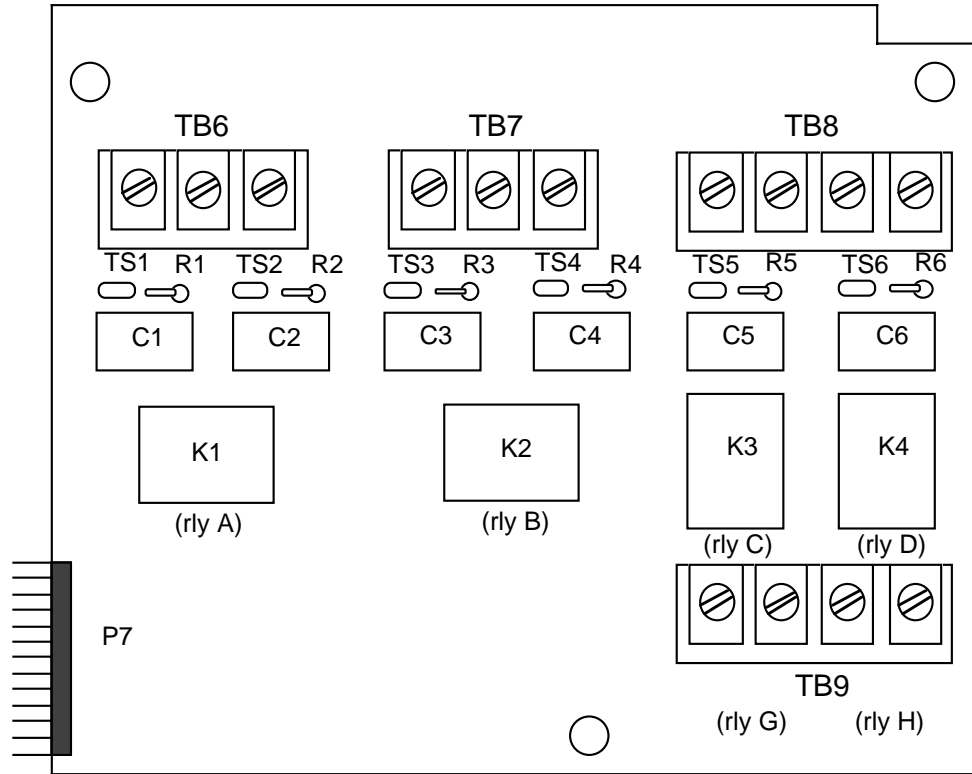 TB6 TB7 TB8
TS1 R1 TS2 R2 TS3 R3 TS4 R4 TS5 R5 TS6 R6
C1 C2 C3 C4 C5 C6
K1 K2 K3 K4
(rly A) (rly B) (rly C) (rly D)
P7
TB9
(rly G) (rly H)